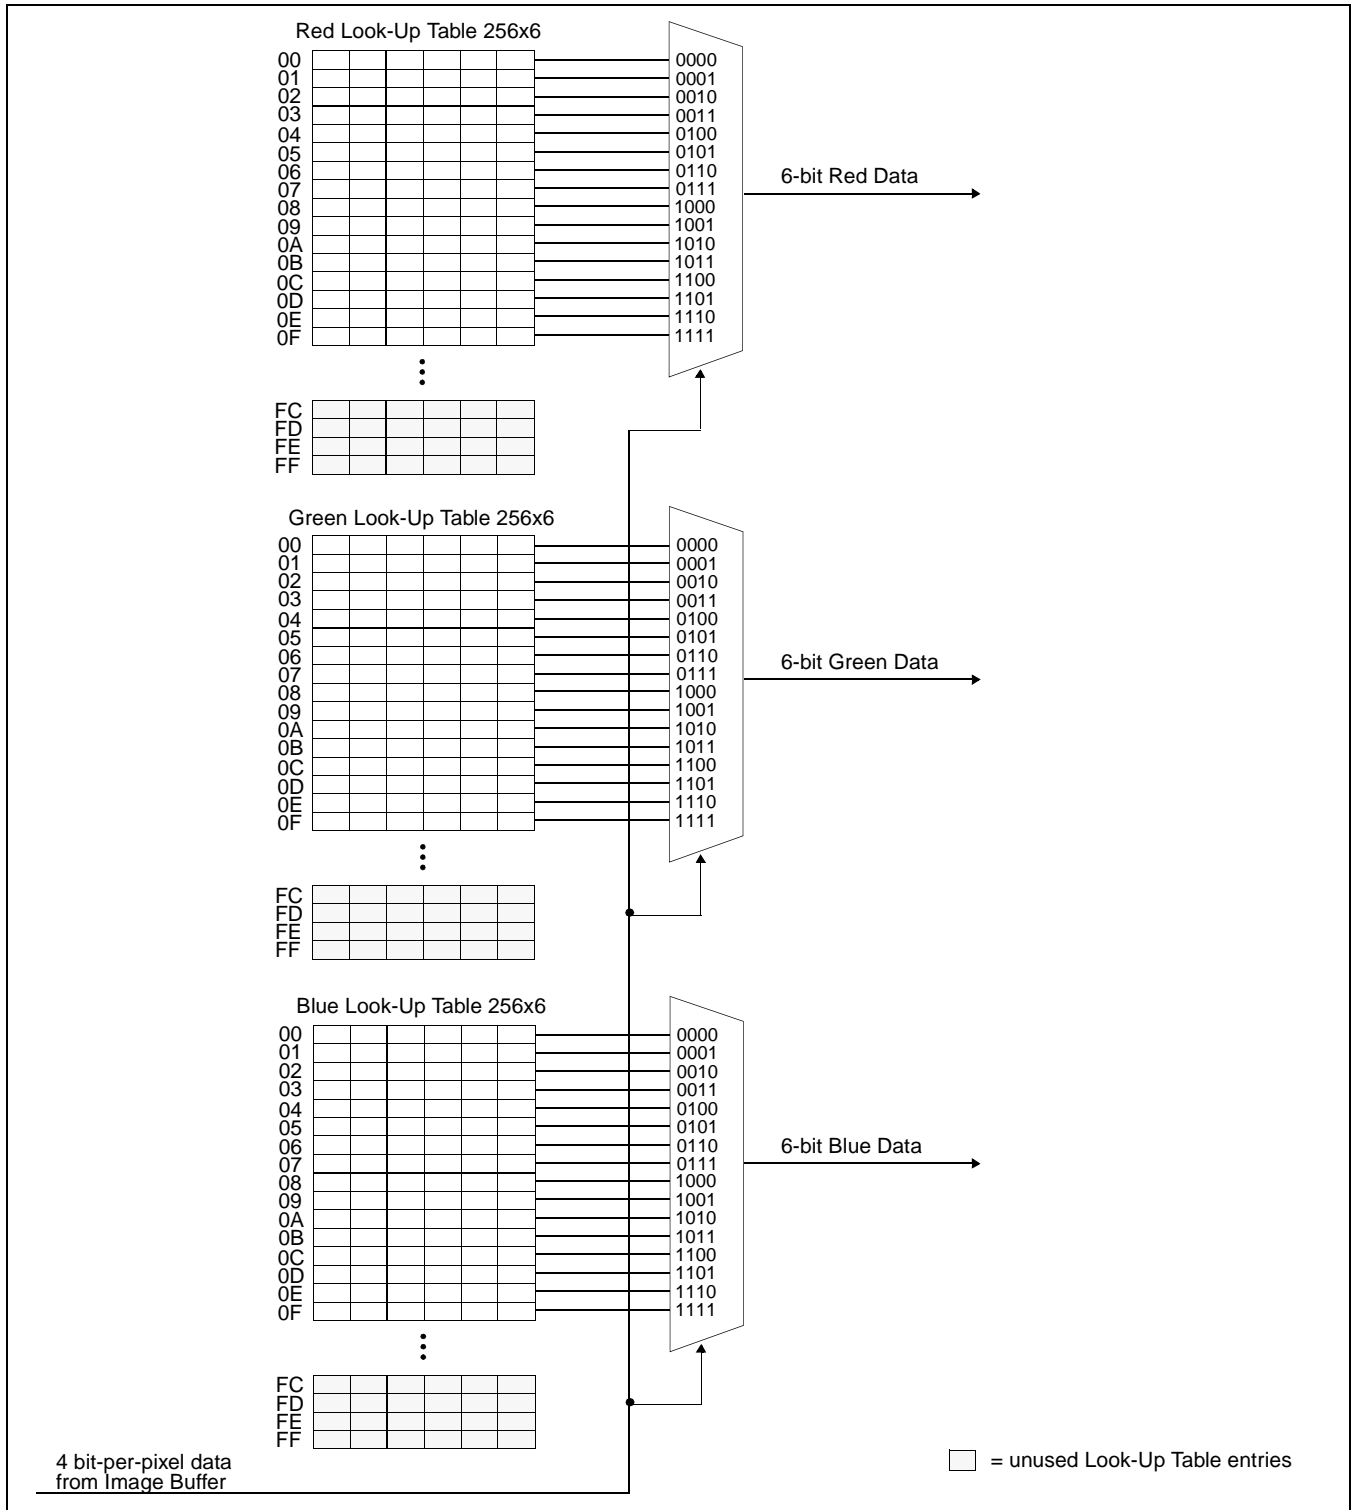 Red Look-Up Table 256x6
00 0000
01 0001
02 0010
03 0011
04 0100
05 0101
06 0110
07 0111
08 1000
09 1001
0A 1010
0B 1011
0C 1100
0D 1101
0E 1110
0F 1111
6-bit Red Data
FC
FD
FE
FF
Green Look-Up Table 256x6
00 0000
01 0001
02 0010
03 0011
04 0100
05 0101
06 0110
07 0111
08 1000
09 1001
0A 1010
0B 1011
0C 1100
0D 1101
0E 1110
0F 1111
6-bit Green Data
FC
FD
FE
FF
Blue Look-Up Table 256x6
00 0000
01 0001
02 0010
03 0011
04 0100
05 0101
06 0110
07 0111
08 1000
09 1001
0A 1010
0B 1011
0C 1100
0D 1101
0E 1110
0F 1111
6-bit Blue Data
FC
FD
FE
FF
4 bit-per-pixel data
from Image Buffer
= unused Look-Up Table entries